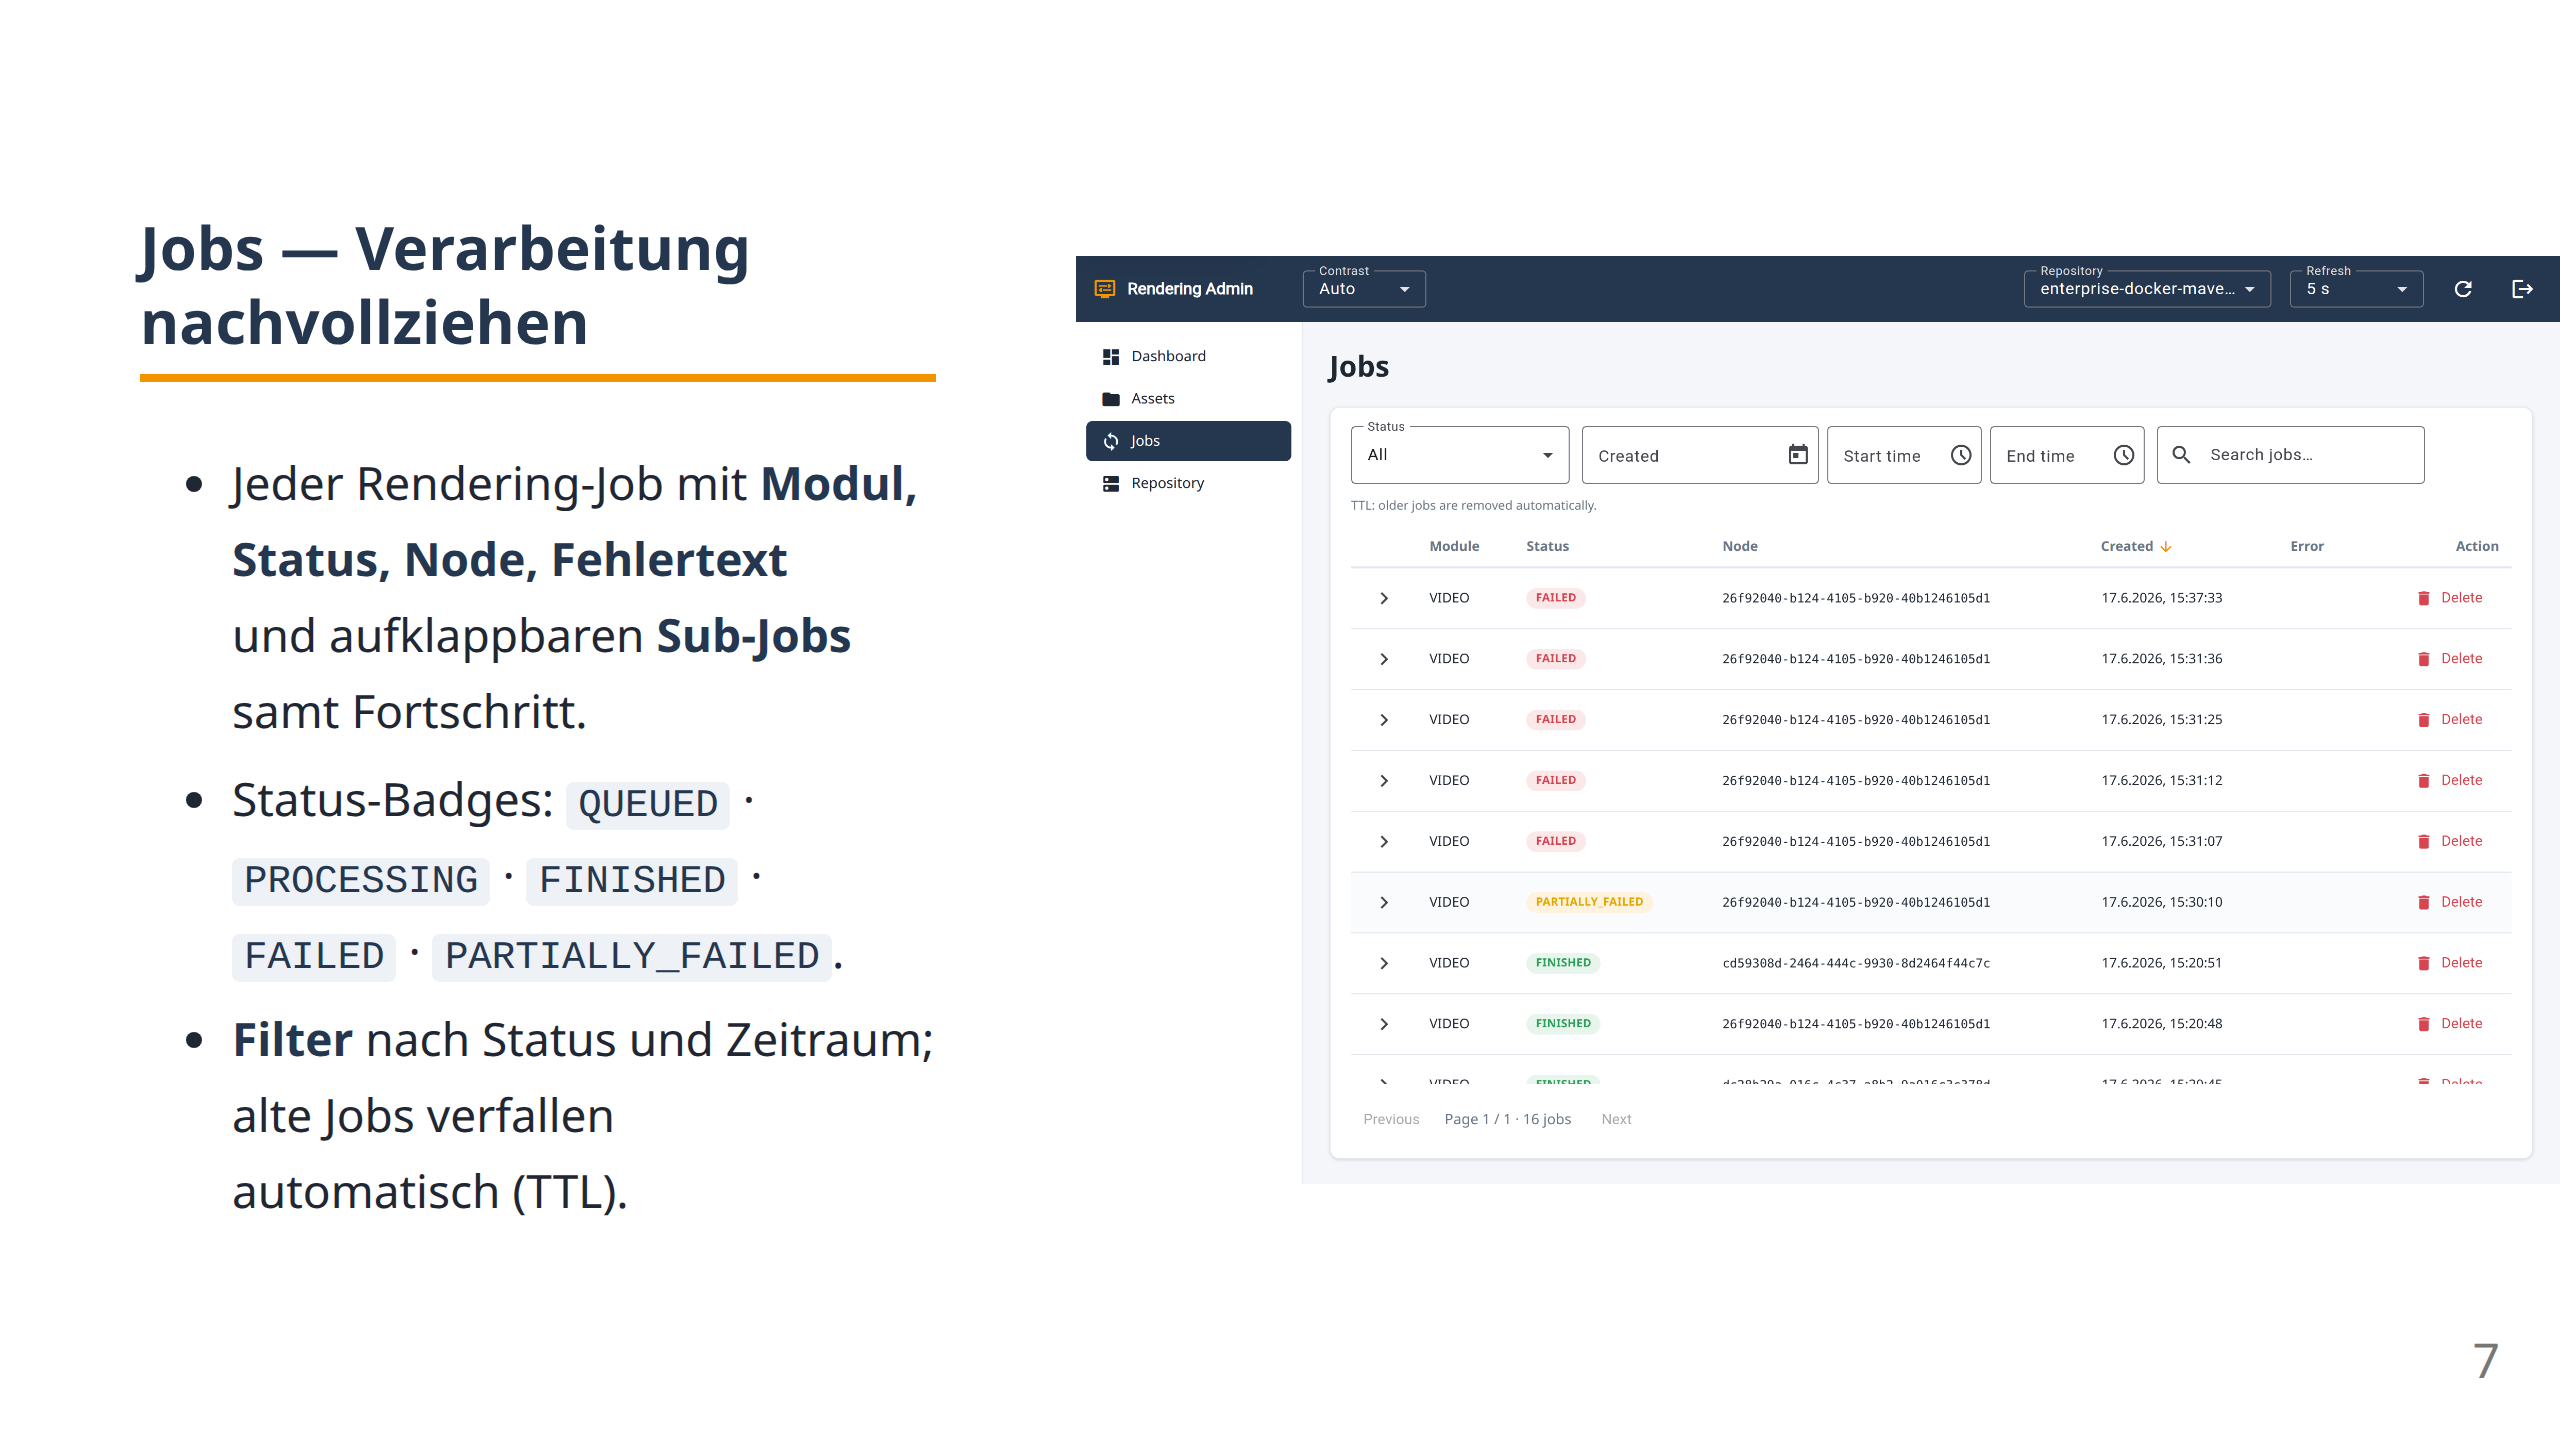 Jobs — Verarbeitung
nachvollziehen
• Jeder Rendering-Job mit Modul,
Status, Node, Fehlertext
und aufklappbaren Sub-Jobs
samt Fortschritt.
• Status-Badges: QUEUED ·
PROCESSING · FINISHED ·
FAILED · PARTIALLY_FAILED.
• Filter nach Status und Zeitraum;
alte Jobs verfallen
automatisch (TTL).
Rendering Admin
Contrast
Auto
Repository
enterprise-docker-mave...
Refresh
5 s
Dashboard
Assets
Jobs
Repository
Jobs
Status
All
Created
Start time
End time
Search jobs...
TTL: older jobs are removed automatically.
Module Status Node Created Error Action
VIDEO FAILED 26f92040-b124-4105-b920-40b1246105d1 17.6.2026, 15:37:33 Delete
VIDEO FAILED 26f92040-b124-4105-b920-40b1246105d1 17.6.2026, 15:31:36 Delete
VIDEO FAILED 26f92040-b124-4105-b920-40b1246105d1 17.6.2026, 15:31:25 Delete
VIDEO FAILED 26f92040-b124-4105-b920-40b1246105d1 17.6.2026, 15:31:12 Delete
VIDEO FAILED 26f92040-b124-4105-b920-40b1246105d1 17.6.2026, 15:31:07 Delete
VIDEO PARTIALLY_FAILED 26f92040-b124-4105-b920-40b1246105d1 17.6.2026, 15:30:10 Delete
VIDEO FINISHED cd59308d-2464-444c-9930-8d2464f44c7c 17.6.2026, 15:20:51 Delete
VIDEO FINISHED 26f92040-b124-4105-b920-40b1246105d1 17.6.2026, 15:20:48 Delete
VIDEO FINISHED Delete
Previous Page 1 / 1 · 16 jobs Next
7